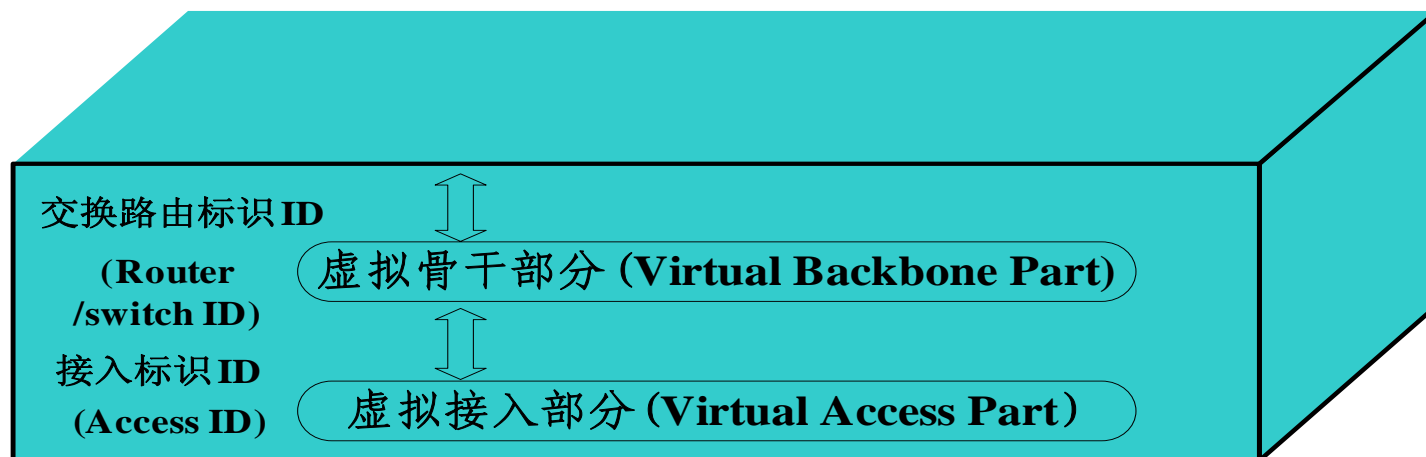 交换路由标识ID
(Router
/switch ID)
虚拟骨干部分(Virtual Backbone Part)
接入标识ID
(Access ID)
虚拟接入部分(Virtual Access Part）